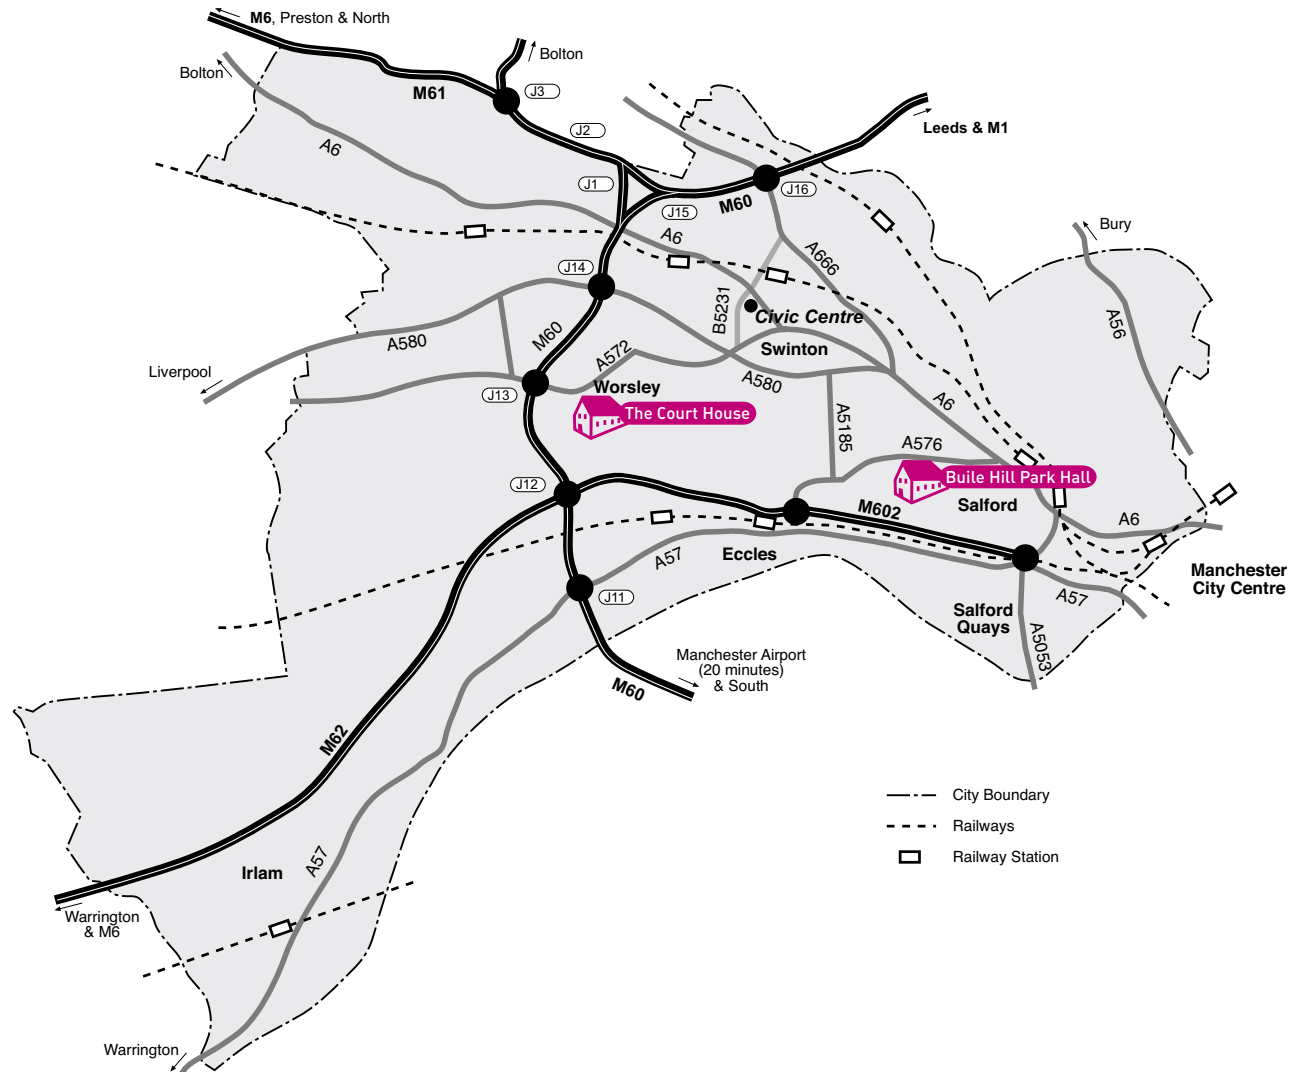 M6, Preston & North
Bolton
Bolton
M61
J3
J2
Leeds & M1
A6
J1
J16
J15
M60
Bury
A6
A666
J14
B5231
Civic Centre
A56
M60
A580
A572
Swinton
Liverpool
A580
J13
Worsley
A6
The Court House
A5185
A576
Buile Hill Park Hall
J12
M602
Salford
A6
A57
Eccles
Manchester
City Centre
J11
A57
Salford
Quays
A5053
Manchester Airport
(20 minutes)
& South
M60
M62
City Boundary
Railways
Railway Station
A57
Irlam
Warrington
& M6
Warrington